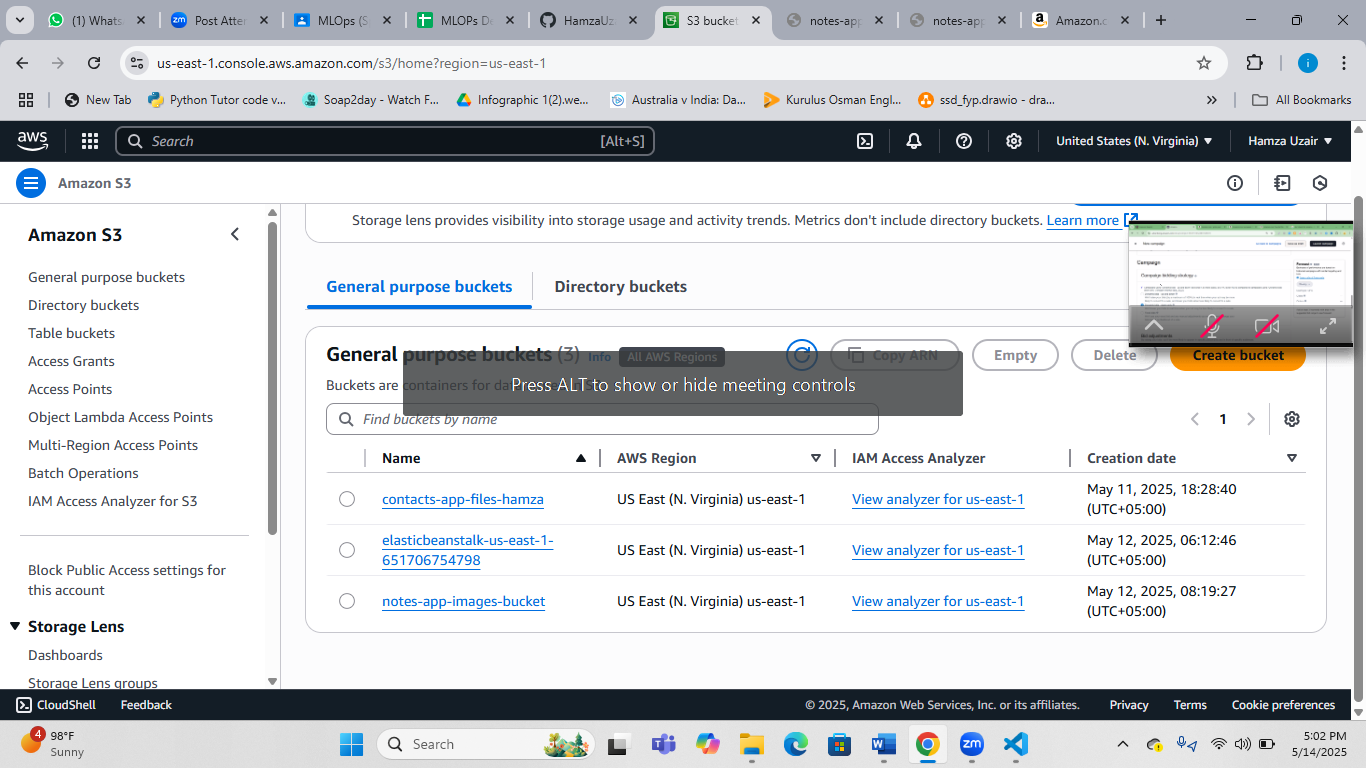 (1) Whats
Post Atte
MLOps (S
MLOPs De
HamzaUz
S3 bucket
notes-app
notes-app
Amazon.c
us-east-1.console.aws.amazon.com/s3/home?region=us-east-1
i
New Tab
Python Tutor code v...
Soap2day - Watch F...
Infographic 1(2).we...
Australia v India: Da...
Kurulus Osman Engl...
ssd_fyp.drawio - dra...
All Bookmarks
aws
Search
[Alt+S]
United States (N. Virginia)
Hamza Uzair
Amazon S3
Amazon S3
General purpose buckets
Directory buckets
Table buckets
Access Grants
Access Points
Object Lambda Access Points
Multi-Region Access Points
Batch Operations
IAM Access Analyzer for S3
Block Public Access settings for
this account
Storage Lens
Dashboards
Storage Lens groups
Storage lens provides visibility into storage usage and activity trends. Metrics don't include directory buckets. Learn more
General purpose buckets
Directory buckets
General purpose buckets (3) Info All AWS Regions
Copy ARN
Empty
Delete
Create bucket
Buckets are containers for da
Press ALT to show or hide meeting controls
Find buckets by name
1
Name
AWS Region
IAM Access Analyzer
Creation date
contacts-app-files-hamza
US East (N. Virginia) us-east-1
View analyzer for us-east-1
May 11, 2025, 18:28:40
(UTC+05:00)
elasticbeanstalk-us-east-1-
651706754798
US East (N. Virginia) us-east-1
View analyzer for us-east-1
May 12, 2025, 06:12:46
(UTC+05:00)
notes-app-images-bucket
US East (N. Virginia) us-east-1
View analyzer for us-east-1
May 12, 2025, 08:19:27
(UTC+05:00)
Campaign
CloudShell
Feedback
© 2025, Amazon Web Services, Inc. or its affiliates.
Privacy
Terms
Cookie preferences
4
98°F
Sunny
Search
zm
5:02 PM
5/14/2025